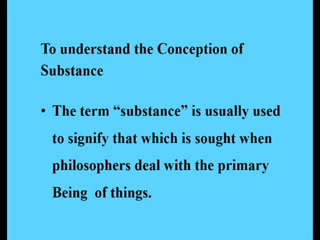 To understand the Conception of
Substance
• The term “substance” is usually used
to signify that which is sought when
philosophers deal with the primary
Being of things.